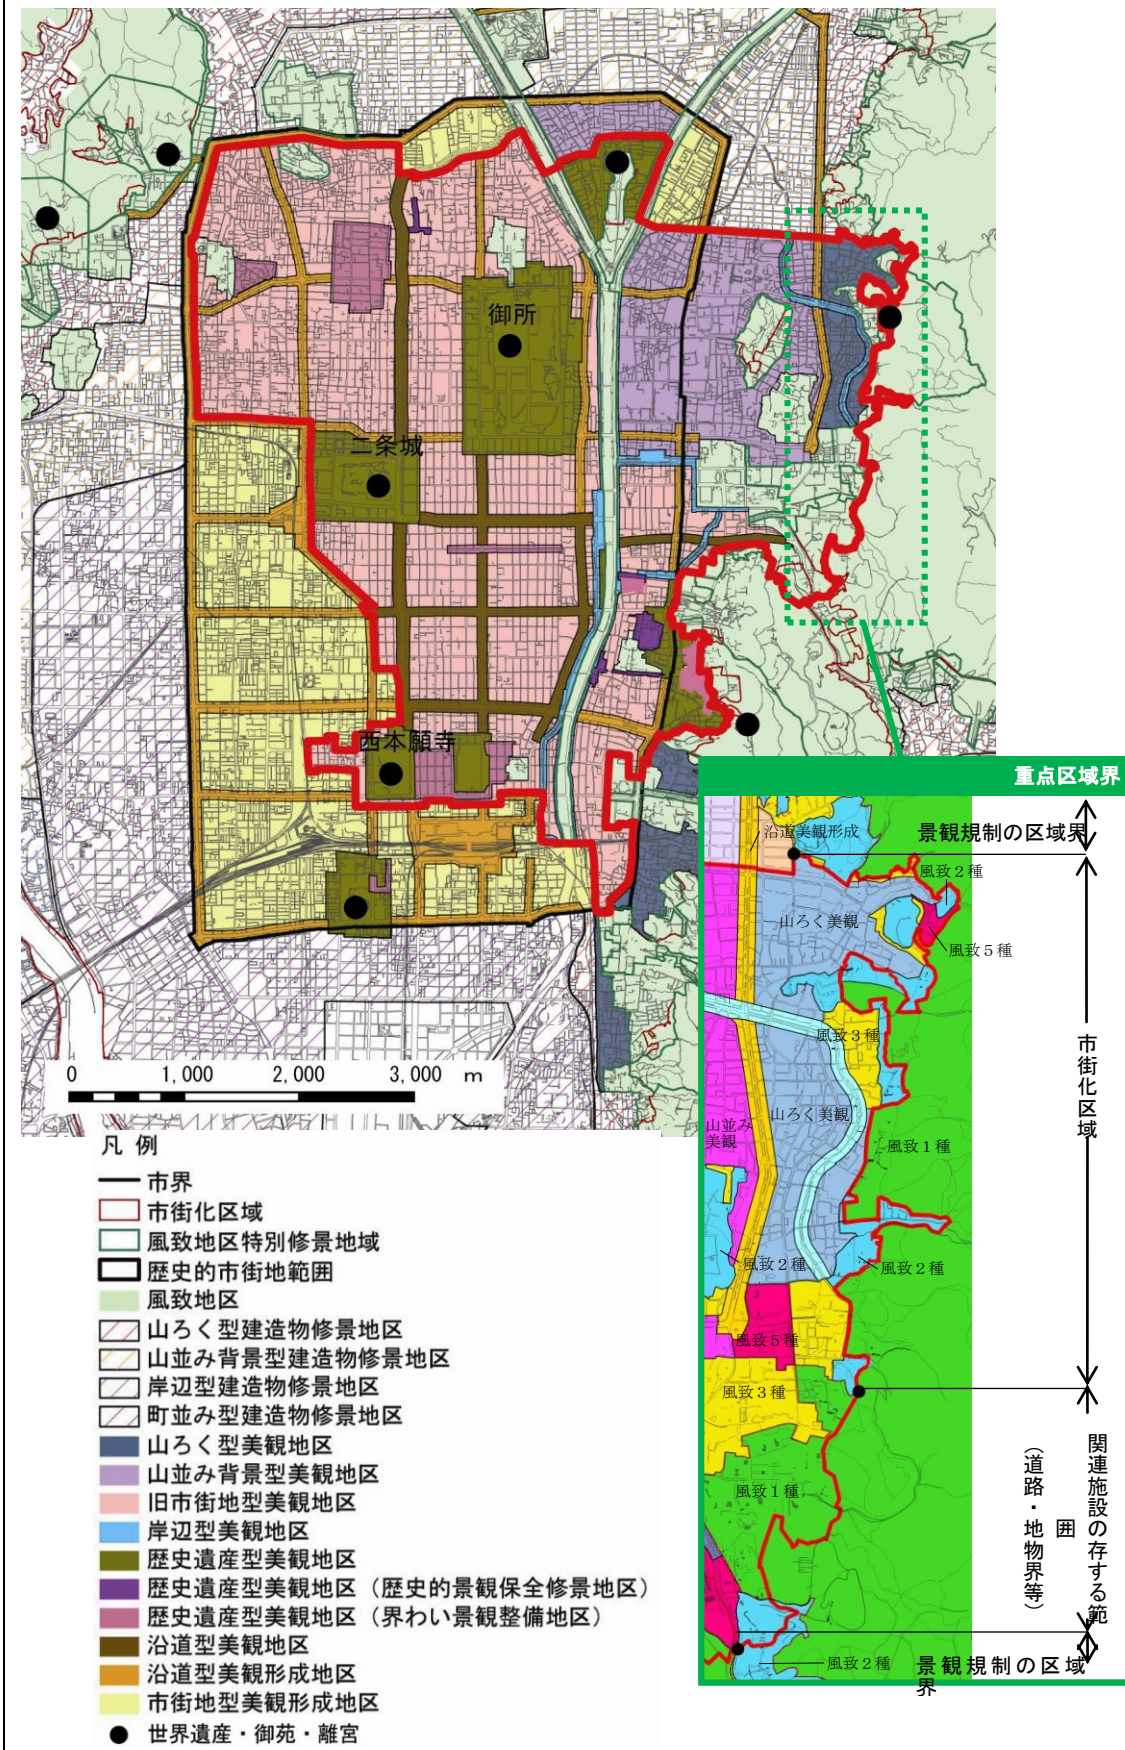 御所
二条城
西本願寺
0 1,000 2,000 3,000 m
凡 例
市界
市街化区域
風致地区特別修景地域
歴史的市街地範囲
風致地区
山ろく型建造物修景地区
山並み背景型建造物修景地区
岸辺型建造物修景地区
町並み型建造物修景地区
山ろく型美観地区
山並み背景型美観地区
旧市街地型美観地区
岸辺型美観地区
歴史遺産型美観地区
歴史遺産型美観地区（歴史的景観保全修景地区）
歴史遺産型美観地区（界わい景観整備地区）
沿道型美観地区
沿道型美観形成地区
市街地型美観形成地区
世界遺産・御苑・離宮
重点区域界
沿道美観形成
景観規制の区域界
風致２種
山ろく美観
風致５種
風致３種
市街化区域
山ろく美観
山並み
美観
風致１種
風致２種
風致２種
風致５種
風致３種
風致１種
関連施設の存する範
囲
（道路・地物界等）
風致２種
景観規制の区域
界